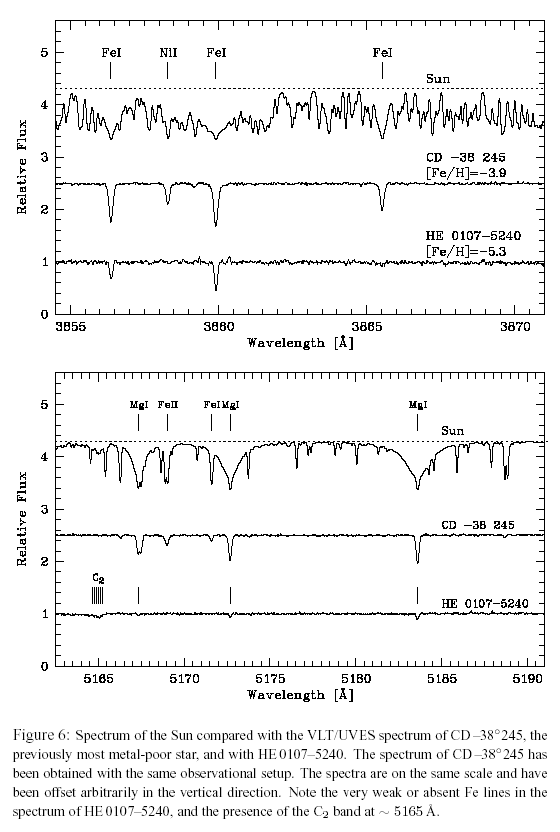 FeI NiI FeI FeI
Sun
CD -38 245
[Fe/H]=-3.9
HE 0107-5240
[Fe/H]=-5.3
5
4
3
2
1
0
Relative Flux
3855 3860 3865 3870
Wavelength [Å]
MgI FeII FeI MgI MgI
Sun
CD -38 245
C2
HE 0107-5240
5
4
3
2
1
0
Relative Flux
5165 5170 5175 5180 5185 5190
Wavelength [Å]
Figure 6: Spectrum of the Sun compared with the VLT/UVES spectrum of CD –38°245, the
previously most metal-poor star, and with HE 0107–5240. The spectrum of CD –38°245 has
been obtained with the same observational setup. The spectra are on the same scale and have
been offset arbitrarily in the vertical direction. Note the very weak or absent Fe lines in the
spectrum of HE 0107–5240, and the presence of the C₂ band at ~ 5165 Å.